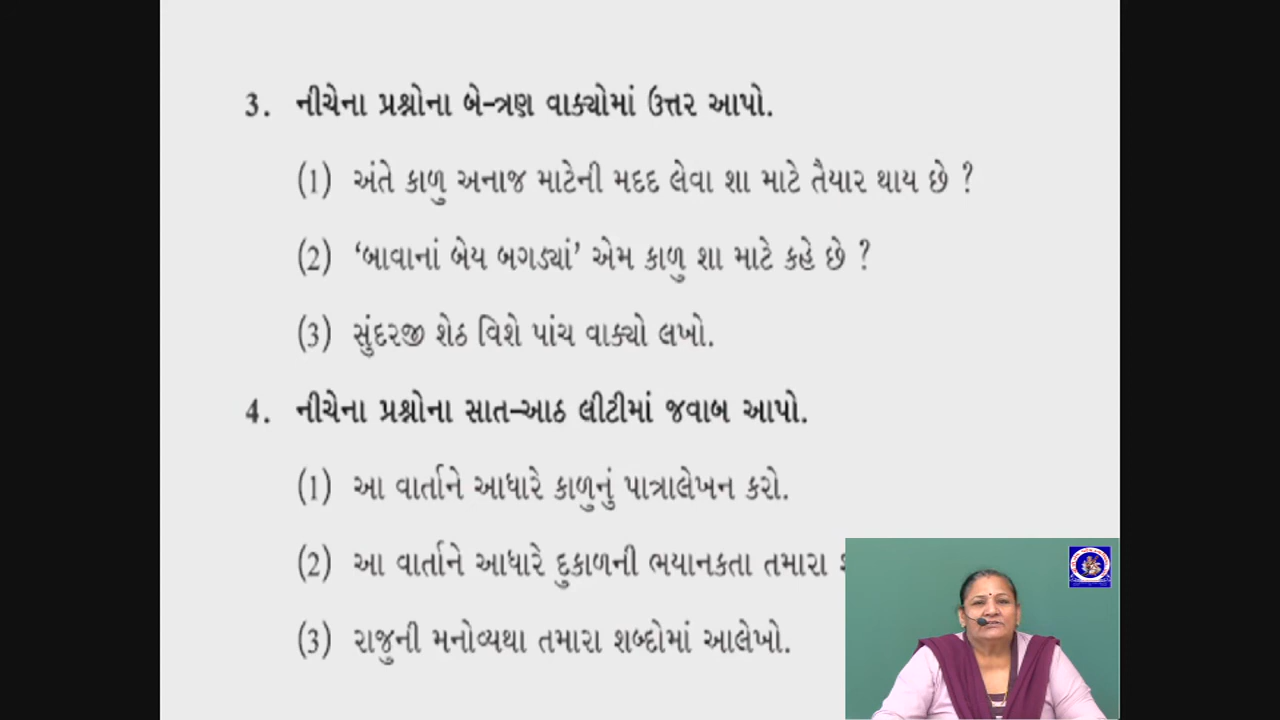 3. નીચેના પ્રશ્નોના બે-ત્રણ વાક્યોમાં ઉત્તર આપો.
(1) અંતે કાળુ અનાજ માટેની મદદ લેવા શા માટે તૈયાર થાય છે ?
(2) ‘બાવાનાં બેય બગડ્યાં’ એમ કાળુ શા માટે કહે છે ?
(3) સુંદરજી શેઠ વિશે પાંચ વાક્યો લખો.
4. નીચેના પ્રશ્નોના સાત-આઠ લીટીમાં જવાબ આપો.
(1) આ વાર્તાને આધારે કાળુનું પાત્રાલેખન કરો.
(2) આ વાર્તાને આધારે દુકાળની ભયાનકતા તમારા
(3) રાજુની મનોવ્યથા તમારા શબ્દોમાં આલેખો.